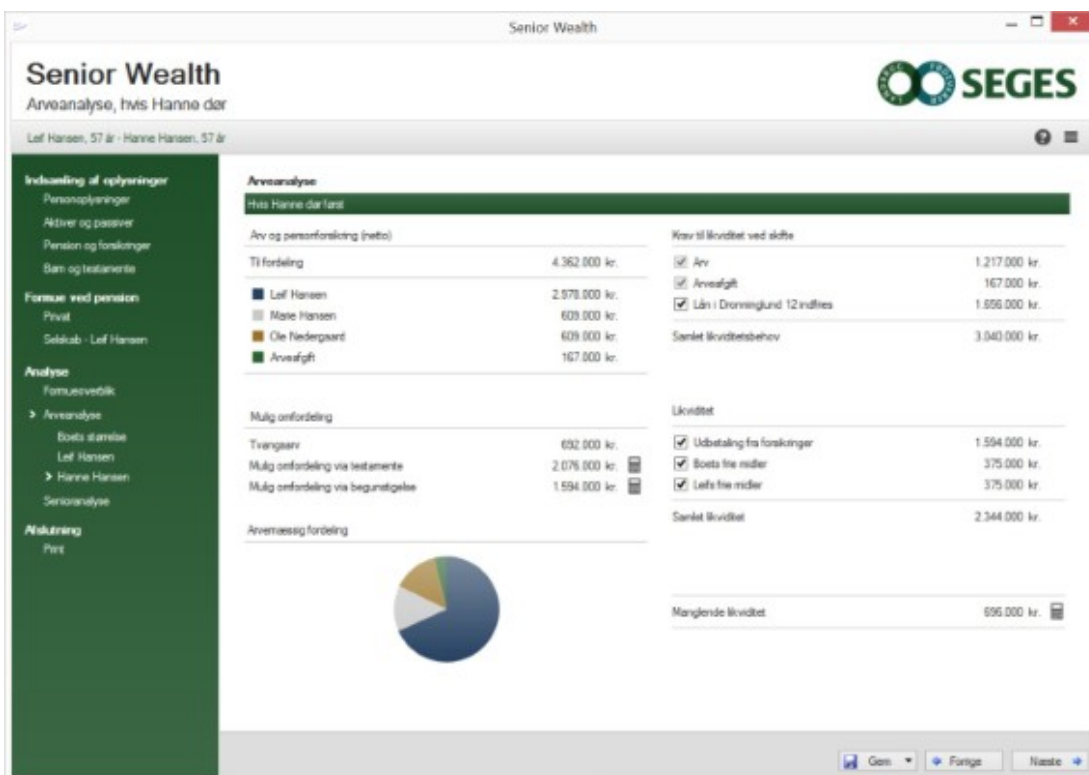 Senior Wealth
Senior Wealth
Arveanalyse, hvis Hanne dør
LANDBRUG FØDEVARER
SEGES
Leif Hansen, 57 år - Hanne Hansen, 57 år
Indsamling af oplysninger
Personoplysninger
Aktiver og passiver
Pension og forsikringer
Børn og testamente
Formue ved pension
Privat
Selskab - Leif Hansen
Analyse
Formueoverblik
Arveanalyse
Boets størrelse
Leif Hansen
Hanne Hansen
Senioranalyse
Afslutning
Print
Arveanalyse
Hvis Hanne dør først
Arv og personforsikring (netto)
Til fordeling 4.362.000 kr.
Leif Hansen 2.978.000 kr.
Marie Hansen 609.000 kr.
Ole Nedergaard 609.000 kr.
Arveafgift 167.000 kr.
Mulig omfordeling
Tvangsarv 692.000 kr.
Mulig omfordeling via testamente 2.076.000 kr.
Mulig omfordeling via begunstigelse 1.594.000 kr.
Arvemæssig fordeling
Krav til likviditet ved skifte
Arv 1.217.000 kr.
Arveafgift 167.000 kr.
Lån i Dronninglund 12 indfries 1.656.000 kr.
Samlet likviditetsbehov 3.040.000 kr.
Likviditet
Udbetaling fra forsikringer 1.594.000 kr.
Boets frie midler 375.000 kr.
Leifs frie midler 375.000 kr.
Samlet likviditet 2.344.000 kr.
Manglende likviditet 696.000 kr.
Gem
Forrige
Næste